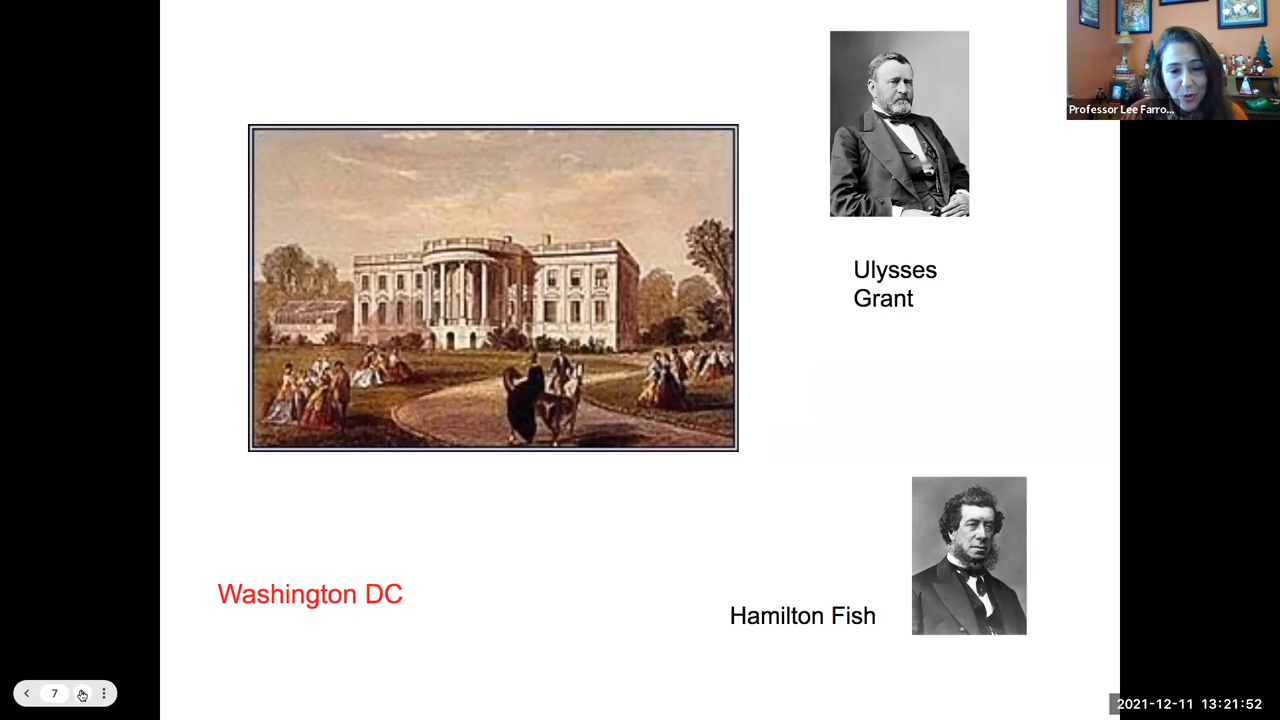 Professor Lee Farro...
Ulysses
Grant
Washington DC
Hamilton Fish
7
2021-12-11 13:21:52